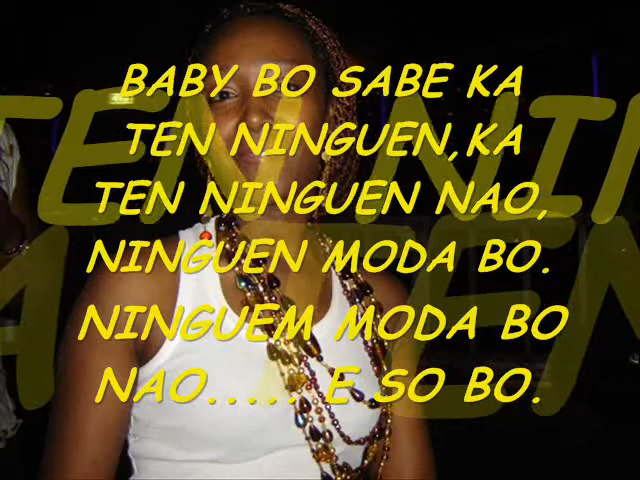 BABY BO SABE KA
TEN NINGUEN,KA
TEN NINGUEN NAO,
NINGUEN MODA BO.
NINGUEM MODA BO
NAO..... E SO BO.